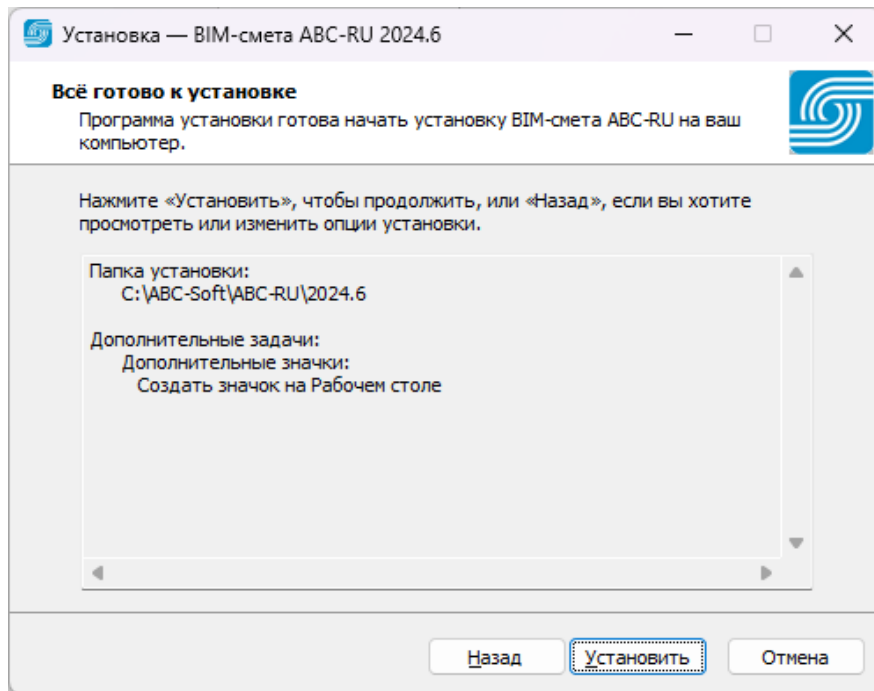 Установка — BIM-смета ABC-RU 2024.6
Всё готово к установке
Программа установки готова начать установку BIM-смета ABC-RU на ваш
компьютер.
Нажмите «Установить», чтобы продолжить, или «Назад», если вы хотите
просмотреть или изменить опции установки.
Папка установки:
C:\ABC-Soft\ABC-RU\2024.6
Дополнительные задачи:
Дополнительные значки:
Создать значок на Рабочем столе
Назад
Установить
Отмена